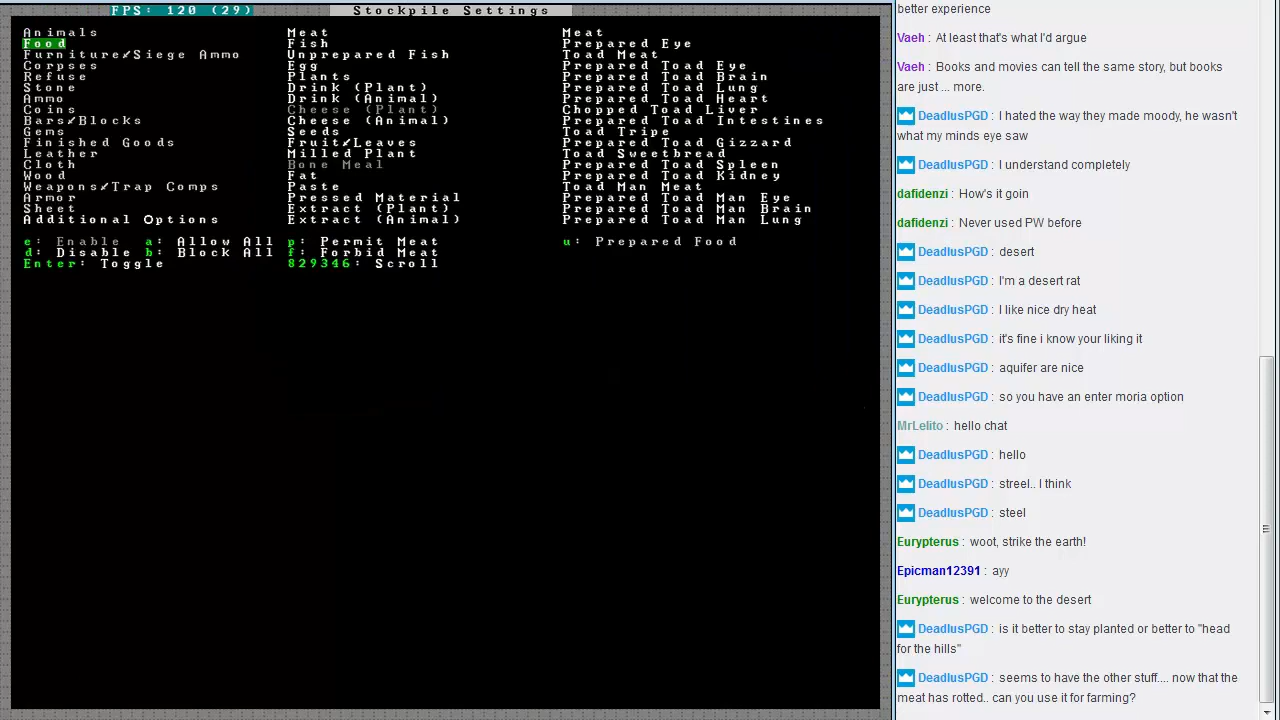 FPS: 120 (29)
Stockpile Settings
Animals
Food
Furniture/Siege Ammo
Corpses
Refuse
Stone
Ammo
Coins
Bars/Blocks
Gems
Finished Goods
Leather
Cloth
Wood
Weapons/Trap Comps
Armor
Sheet
Additional Options
Meat
Fish
Unprepared Fish
Egg
Plants
Drink (Plant)
Drink (Animal)
Cheese (Plant)
Cheese (Animal)
Seeds
Fruit/Leaves
Milled Plant
Bone Meal
Fat
Paste
Pressed Material
Extract (Plant)
Extract (Animal)
Meat
Prepared Eye
Toad Meat
Prepared Toad Eye
Prepared Toad Brain
Prepared Toad Lung
Prepared Toad Heart
Chopped Toad Liver
Prepared Toad Intestines
Toad Tripe
Prepared Toad Gizzard
Toad Sweetbread
Prepared Toad Spleen
Prepared Toad Kidney
Toad Man Meat
Prepared Toad Man Eye
Prepared Toad Man Brain
Prepared Toad Man Lung
e: Enable a: Allow All p: Permit Meat u: Prepared Food
d: Disable b: Block All f: Forbid Meat
Enter: Toggle 829346: Scroll
better experience
Vaeh : At least that's what I'd argue
Vaeh : Books and movies can tell the same story, but books
are just ... more.
DeadlusPGD : I hated the way they made moody, he wasn't
what my minds eye saw
DeadlusPGD : I understand completely
dafidenzi : How's it goin
dafidenzi : Never used PW before
DeadlusPGD : desert
DeadlusPGD : I'm a desert rat
DeadlusPGD : I like nice dry heat
DeadlusPGD : it's fine i know your liking it
DeadlusPGD : aquifer are nice
DeadlusPGD : so you have an enter moria option
MrLelito : hello chat
DeadlusPGD : hello
DeadlusPGD : streel.. I think
DeadlusPGD : steel
Eurypterus : woot, strike the earth!
Epicman12391 : ayy
Eurypterus : welcome to the desert
DeadlusPGD : is it better to stay planted or better to "head
for the hills"
DeadlusPGD : seems to have the other stuff.... now that the
meat has rotted.. can you use it for farming?